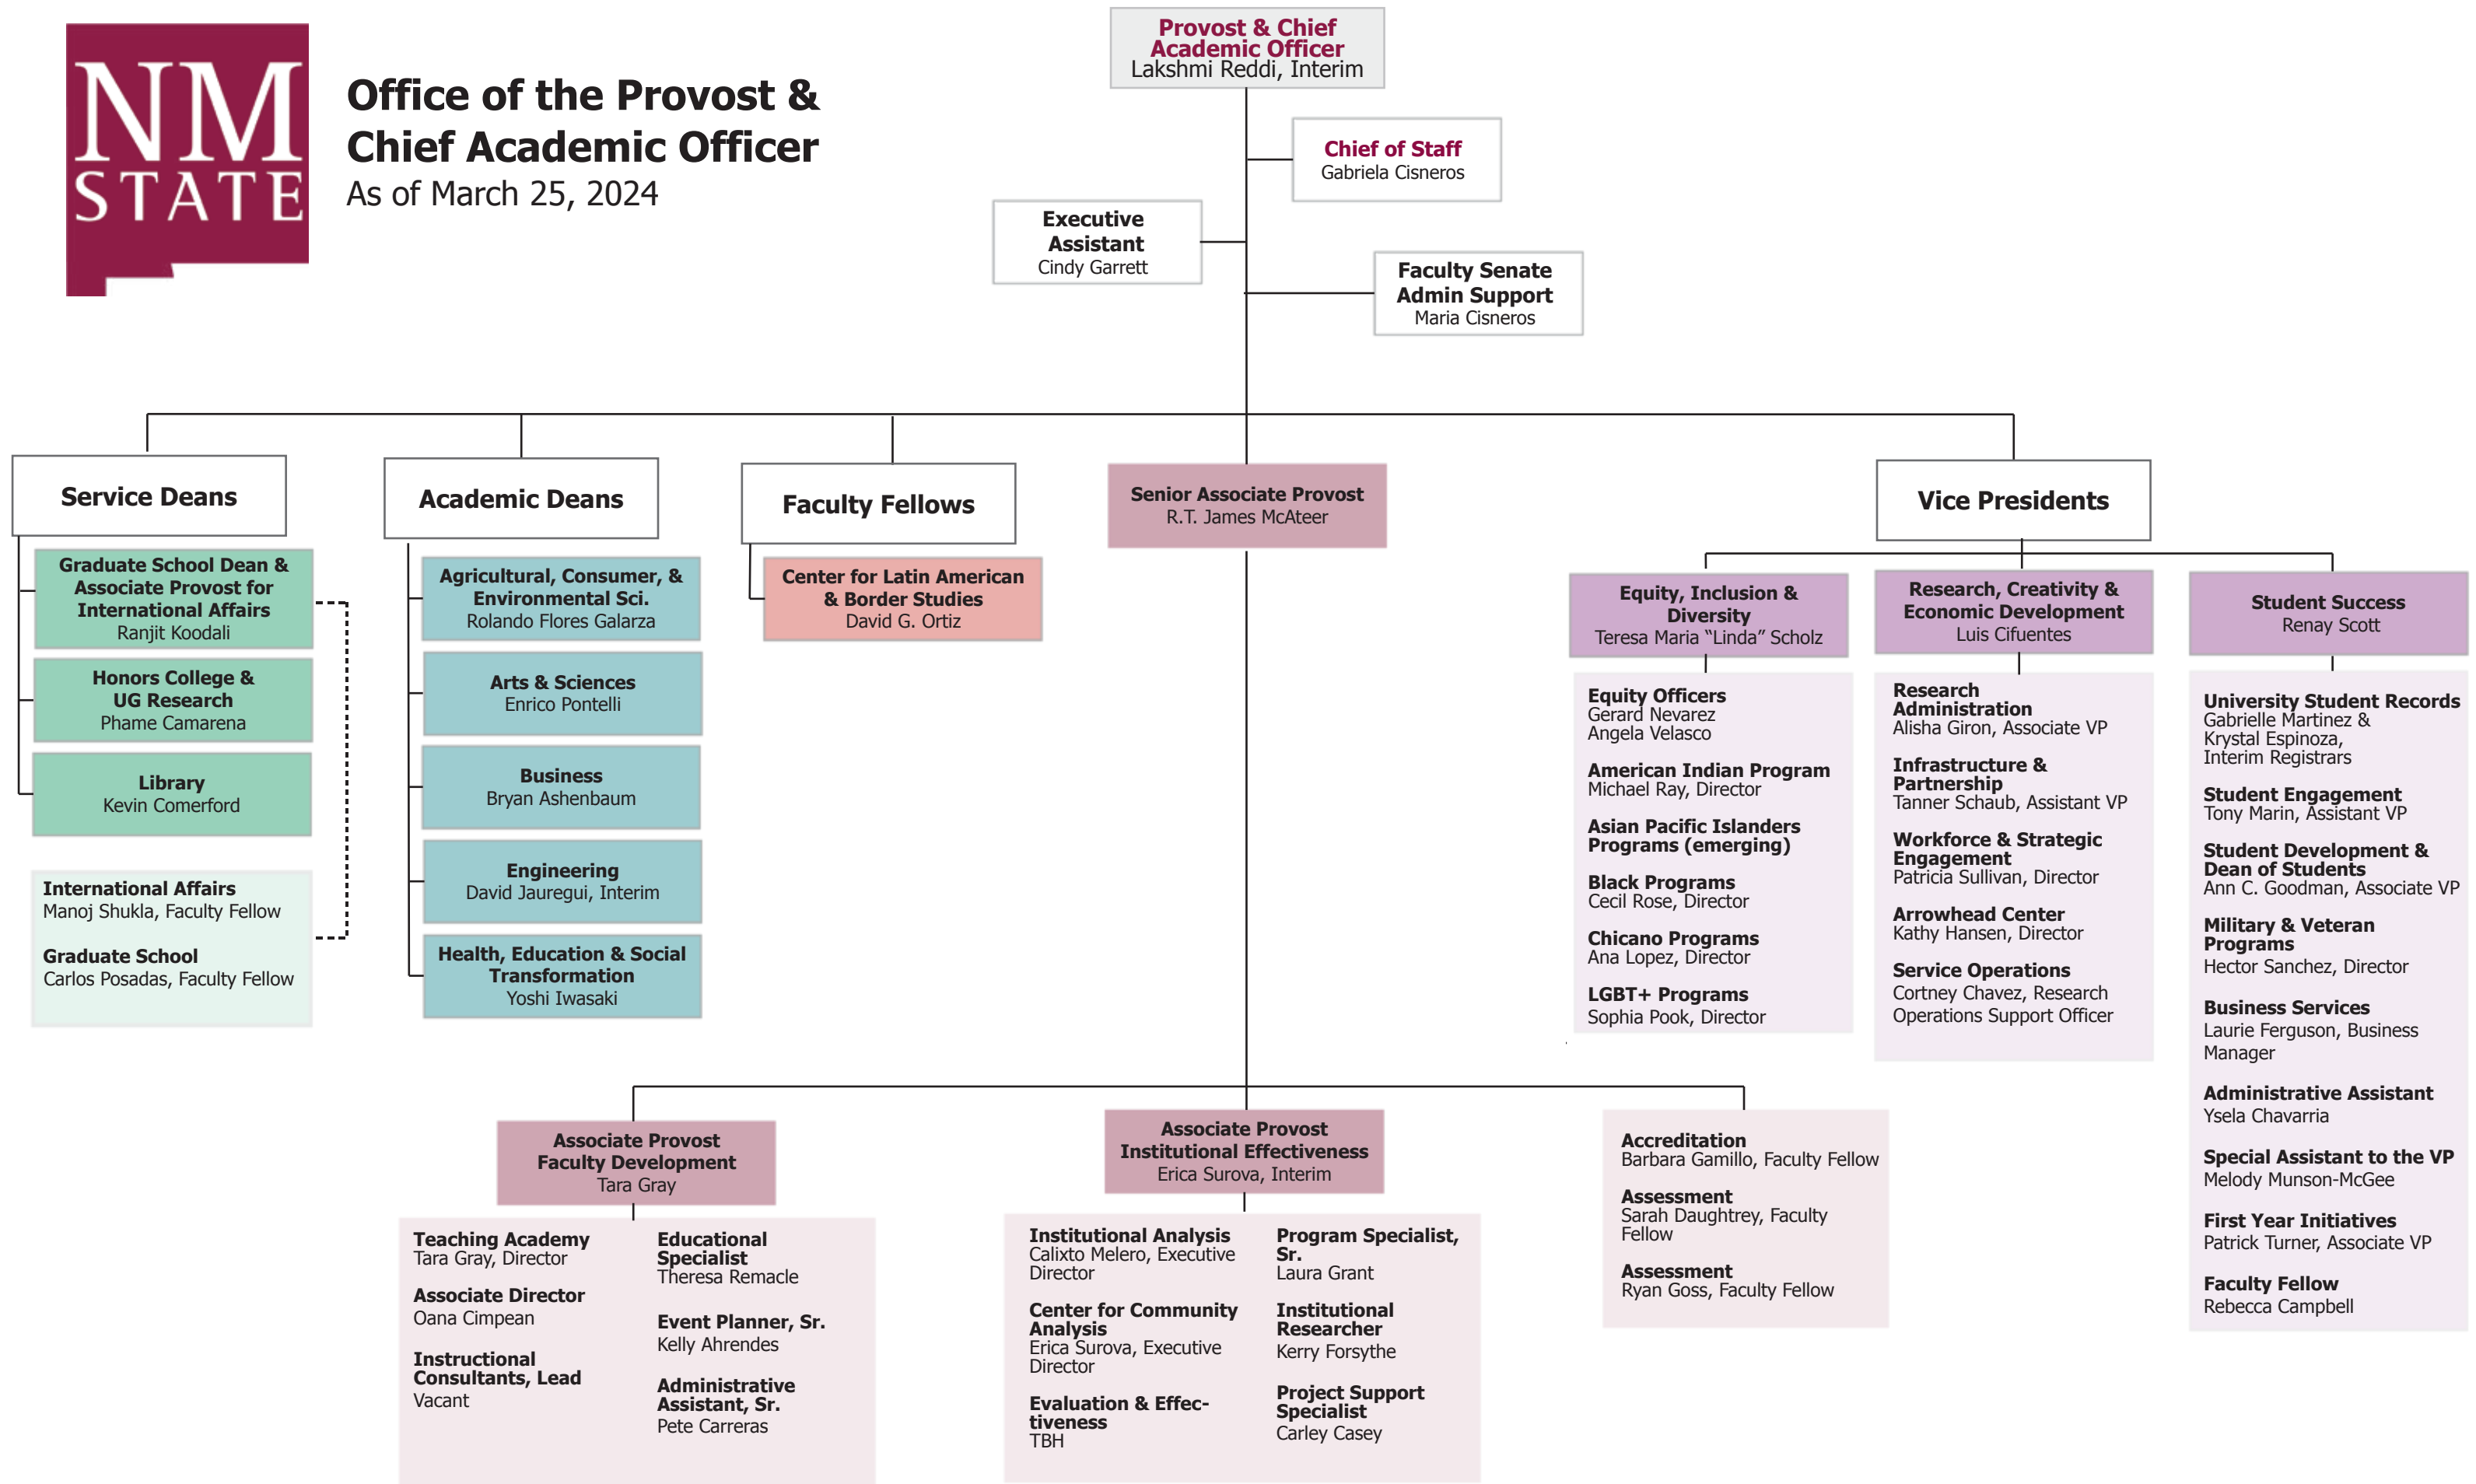 NM
STATE
Office of the Provost &
Chief Academic Officer
As of March 25, 2024
Provost & Chief
Academic Officer
Lakshmi Reddi, Interim
Chief of Staff
Gabriela Cisneros
Executive
Assistant
Cindy Garrett
Faculty Senate
Admin Support
Maria Cisneros
Service Deans
Graduate School Dean &
Associate Provost for
International Affairs
Ranjit Koodali
Honors College &
UG Research
Phame Camarena
Library
Kevin Comerford
International Affairs
Manoj Shukla, Faculty Fellow
Graduate School
Carlos Posadas, Faculty Fellow
Academic Deans
Agricultural, Consumer, &
Environmental Sci.
Rolando Flores Galarza
Arts & Sciences
Enrico Pontelli
Business
Bryan Ashenbaum
Engineering
David Jauregui, Interim
Health, Education & Social
Transformation
Yoshi Iwasaki
Faculty Fellows
Center for Latin American
& Border Studies
David G. Ortiz
Senior Associate Provost
R.T. James McAteer
Vice Presidents
Equity, Inclusion &
Diversity
Teresa Maria “Linda” Scholz
Equity Officers
Gerard Nevarez
Angela Velasco
American Indian Program
Michael Ray, Director
Asian Pacific Islanders
Programs (emerging)
Black Programs
Cecil Rose, Director
Chicano Programs
Ana Lopez, Director
LGBT+ Programs
Sophia Pook, Director
Research, Creativity &
Economic Development
Luis Cifuentes
Research
Administration
Alisha Giron, Associate VP
Infrastructure &
Partnership
Tanner Schaub, Assistant VP
Workforce & Strategic
Engagement
Patricia Sullivan, Director
Arrowhead Center
Kathy Hansen, Director
Service Operations
Cortney Chavez, Research
Operations Support Officer
Student Success
Renay Scott
University Student Records
Gabrielle Martinez &
Krystal Espinoza,
Interim Registrars
Student Engagement
Tony Marin, Assistant VP
Student Development &
Dean of Students
Ann C. Goodman, Associate VP
Military & Veteran
Programs
Hector Sanchez, Director
Business Services
Laurie Ferguson, Business
Manager
Administrative Assistant
Ysela Chavarria
Special Assistant to the VP
Melody Munson-McGee
First Year Initiatives
Patrick Turner, Associate VP
Faculty Fellow
Rebecca Campbell
Associate Provost
Faculty Development
Tara Gray
Teaching Academy
Tara Gray, Director
Associate Director
Oana Cimpean
Instructional
Consultants, Lead
Vacant
Educational
Specialist
Theresa Remacle
Event Planner, Sr.
Kelly Ahrendes
Administrative
Assistant, Sr.
Pete Carreras
Associate Provost
Institutional Effectiveness
Erica Surova, Interim
Institutional Analysis
Calixto Melero, Executive
Director
Center for Community
Analysis
Erica Surova, Executive
Director
Evaluation & Effec-
tiveness
TBH
Program Specialist,
Sr.
Laura Grant
Institutional
Researcher
Kerry Forsythe
Project Support
Specialist
Carley Casey
Accreditation
Barbara Gamillo, Faculty Fellow
Assessment
Sarah Daughtrey, Faculty
Fellow
Assessment
Ryan Goss, Faculty Fellow